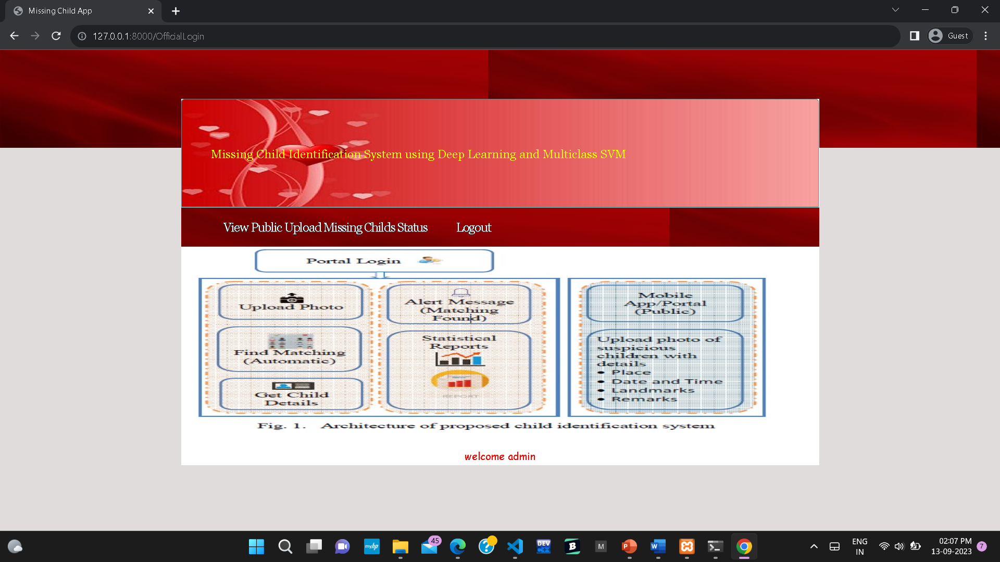 Missing Child App
127.0.0.1:8000/OfficialLogin
Guest
Missing Child Identification System using Deep Learning and Multiclass SVM
View Public Upload Missing Childs Status
Logout
Portal Login
Upload Photo
Find Matching
(Automatic)
Get Child
Details
Alert Message
(Matching
Found)
Statistical
Reports
REPORT
Mobile
App/Portal
(Public)
Upload photo of
suspicious
children with
details
• Place
• Date and Time
• Landmarks
• Remarks
Fig. 1. Architecture of proposed child identification system
welcome admin
myhp
45
?
DEV
B
M
P
W
ENG
IN
02:07 PM
13-09-2023
7